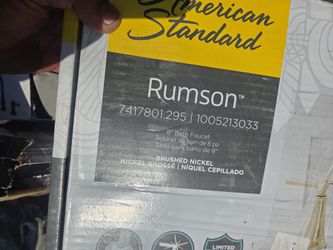 American
Standard
Rumson™
7417801.295 | 1005213033
8" Bath Faucet
Robinet de bain de 8 po
Grifo para baño de 8"
BRUSHED NICKEL
NICKEL BROSSÉ | NÍQUEL CEPILLADO
LIMITED